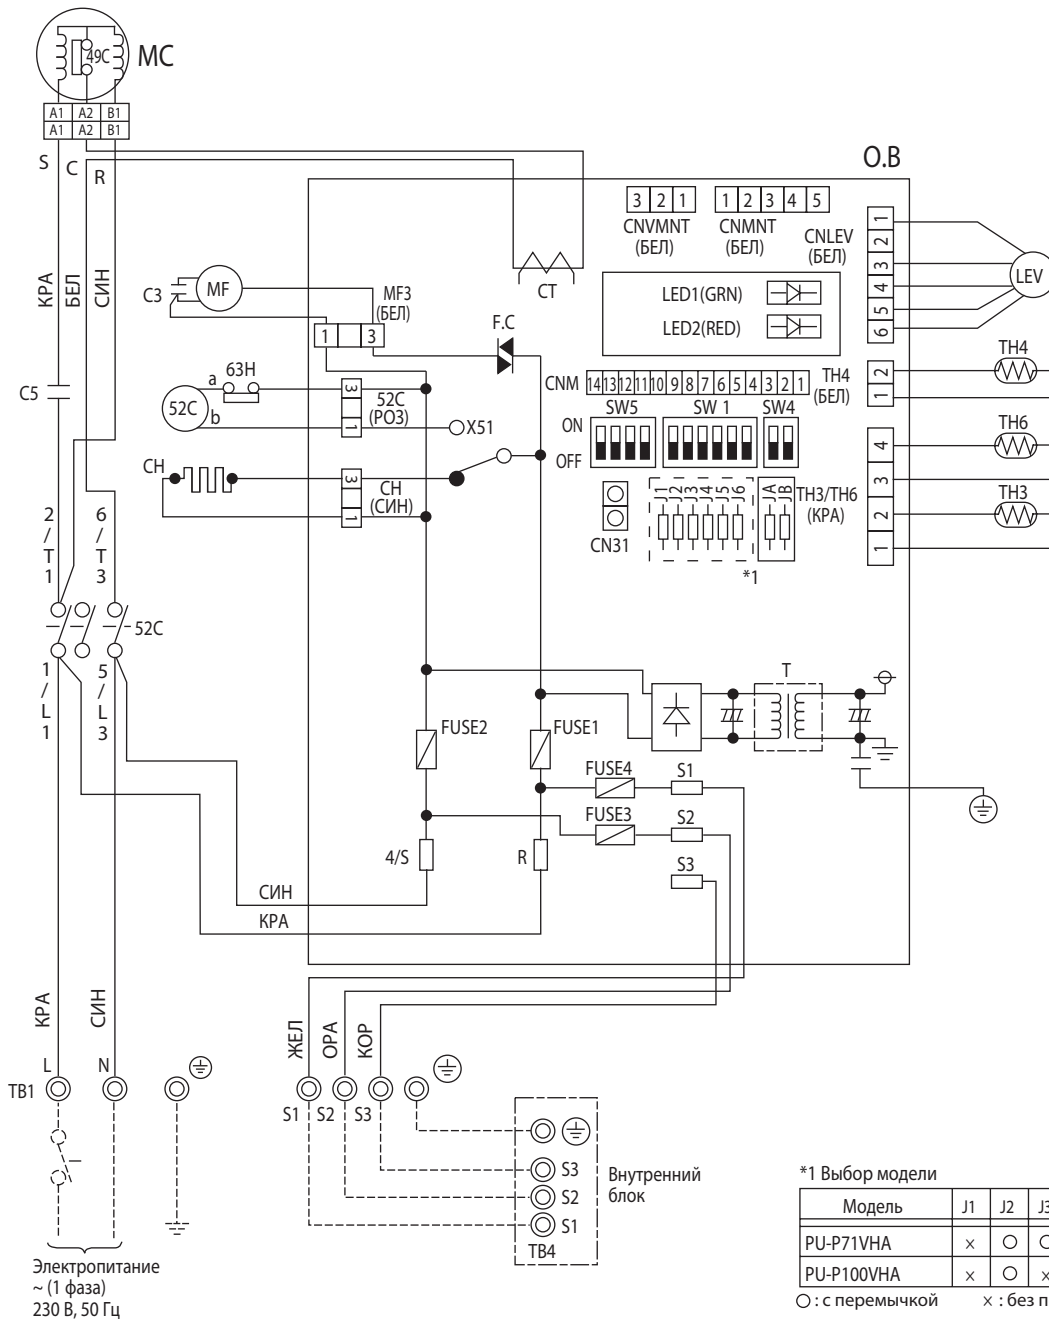 49C
MC
A1 A2 B1
A1 A2 B1
S C R
О.В
3 2 1
1 2 3 4 5
CNVMNT
(БЕЛ)
CNMNT
(БЕЛ)
CNLEV
(БЕЛ)
1
2
3
4
5
6
LEV
КРА
БЕЛ
СИН
C3
MF
MF3
(БЕЛ)
1 3
CT
LED1(GRN)
LED2(RED)
F.C
TH4
(БЕЛ)
2
1
TH4
C5
52C
a
b
63H
3
1
52C
(РОЗ)
X51
CNM
14 13 12 11 10 9 8 7 6 5 4 3 2 1
SW5 SW 1 SW4
ON
OFF
TH6
TH3
4
3
2
1
TH3/TH6
(КРА)
CH
3
1
CH
(СИН)
CN31
J1 J2 J3 J4 J5 J6
JA JB
*1
2/T1
6/T3
52C
1/L1
5/L3
T
FUSE2
FUSE1
FUSE4
S1
FUSE3
S2
S3
4/S
R
СИН
КРА
КРА
СИН
ЖЕЛ
ОРА
КОР
L
N
TB1
S1 S2 S3
S3
S2
S1
TB4
Внутренний
блок
Электропитание
~ (1 фаза)
230 В, 50 Гц
*1 Выбор модели
Модель J1 J2 J3
PU-P71VHA × ○ ○
PU-P100VHA × ○ ×
○ : с перемычкой × : без п